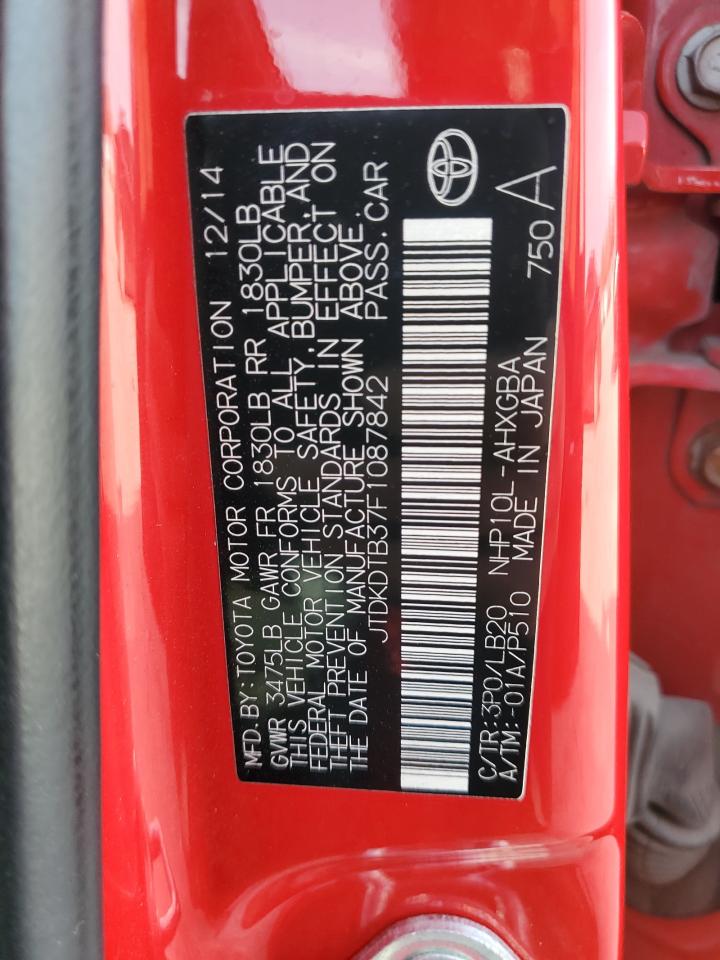 MFD.BY:TOYOTA MOTOR CORPORATION 12/14
GVWR 3475LB GAWR FR 1830LB RR 1830LB
THIS VEHICLE CONFORMS TO ALL APPLICABLE
FEDERAL MOTOR VEHICLE SAFETY,BUMPER,AND
THEFT PREVENTION STANDARDS IN EFFECT ON
THE DATE OF MANUFACTURE SHOWN ABOVE.
JTDKDTB37F1087842 PASS.CAR
C/TR:3P0/LB20 NHP10L-AHXGBA
A/TM:-01A/P510 MADE IN JAPAN 750 A